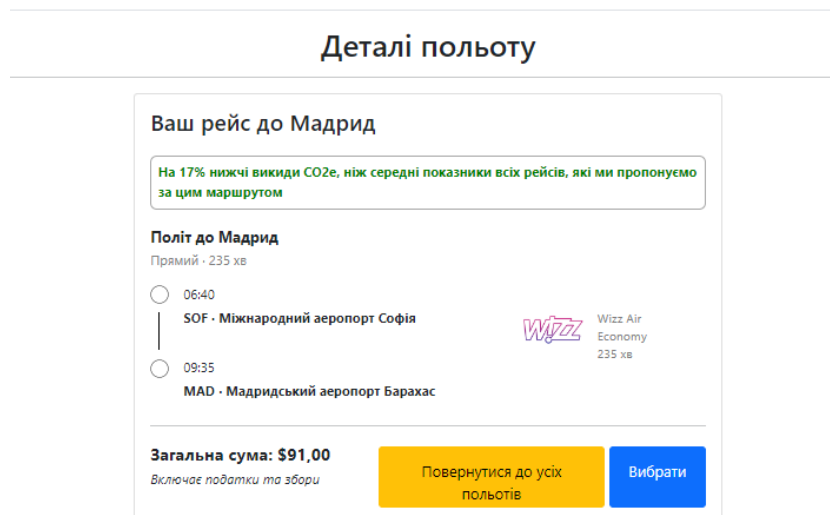 Деталі польоту
Ваш рейс до Мадрид
На 17% нижчі викиди CO2e, ніж середні показники всіх рейсів, які ми пропонуємо
за цим маршрутом
Політ до Мадрид
Прямий · 235 хв
06:40
SOF · Міжнародний аеропорт Софія
WIZZ
Wizz Air
Economy
235 хв
09:35
MAD · Мадридський аеропорт Барахас
Загальна сума: $91,00
Включає податки та збори
Повернутися до усіх
польотів
Вибрати